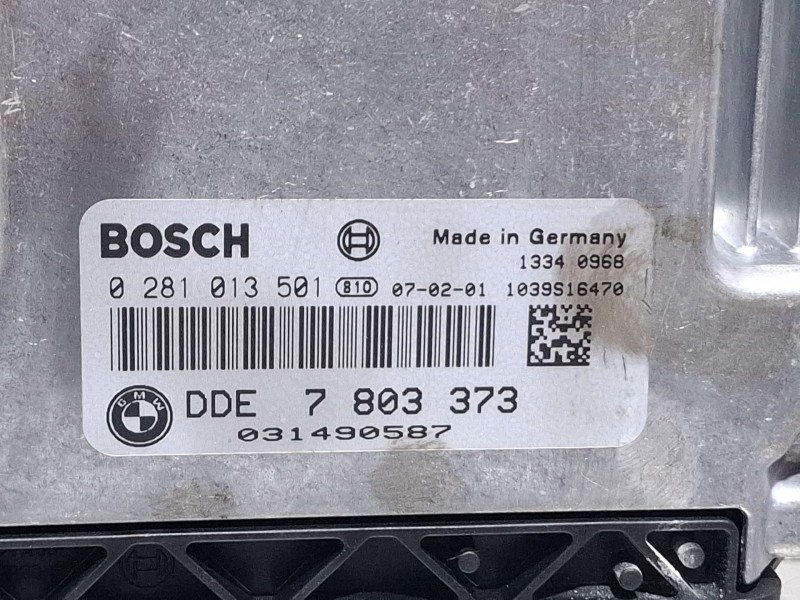 BOSCH Made in Germany
1334 0968
0 281 013 501 810 07-02-01 1039S16470
BMW DDE 7 803 373
031490587